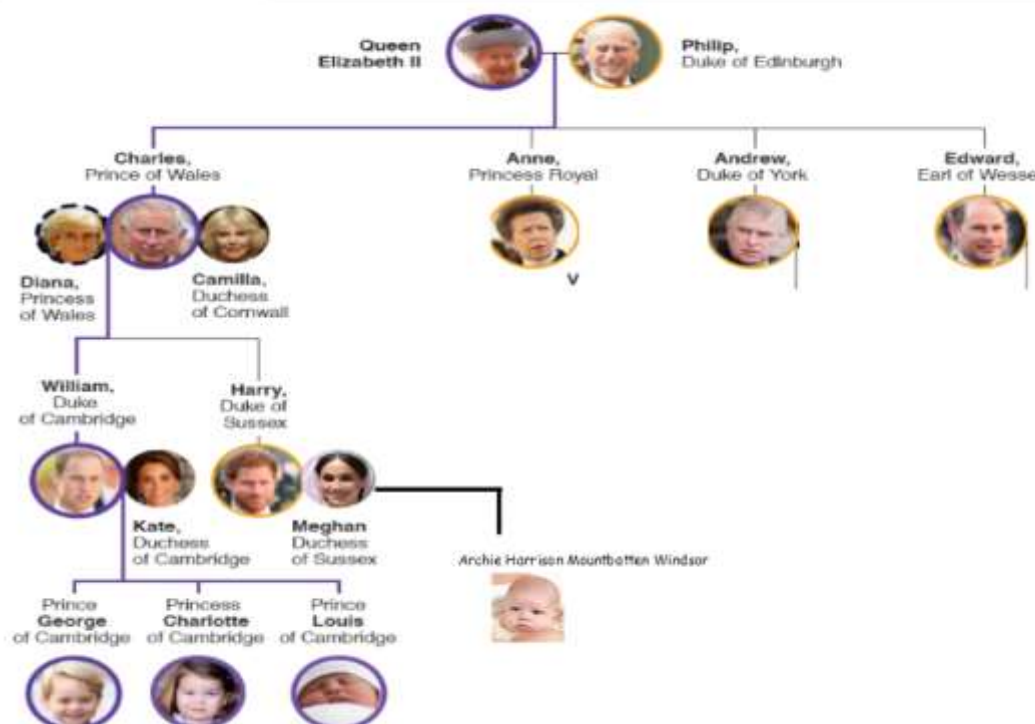 Queen
Elizabeth II
Philip,
Duke of Edinburgh
Charles,
Prince of Wales
Anne,
Princess Royal
Andrew,
Duke of York
Edward,
Earl of Wesse
Diana,
Princess
of Wales
Camilla,
Duchess
of Cornwall
V
William,
Duke
of Cambridge
Harry,
Duke of
Sussex
Kate,
Duchess
of Cambridge
Meghan
Duchess
of Sussex
Archie Harrison Mountbatten Windsor
Prince
George
of Cambridge
Princess
Charlotte
of Cambridge
Prince
Louis
of Cambridge